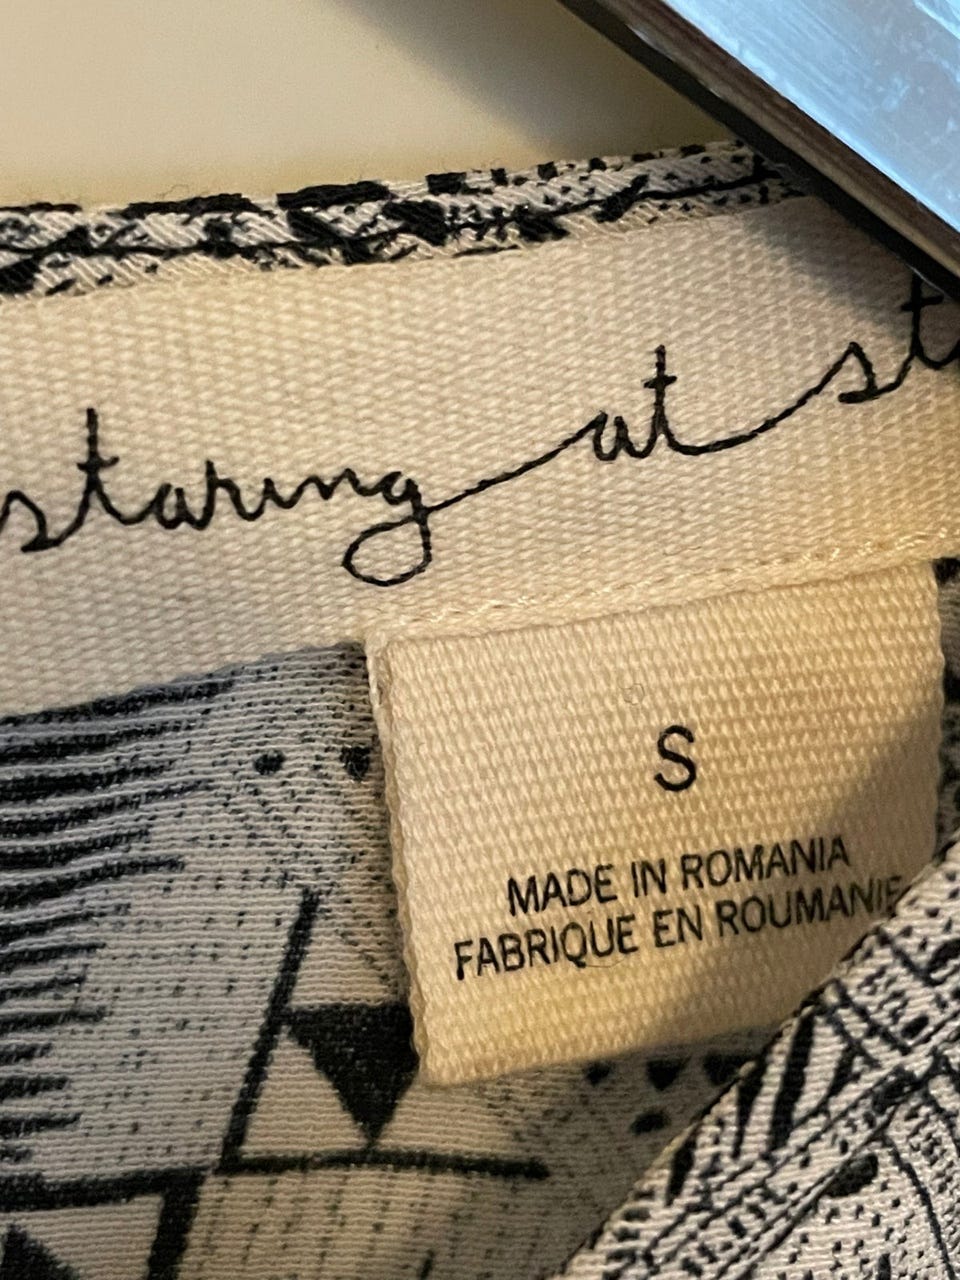 staring at st
S
MADE IN ROMANIA
FABRIQUE EN ROUMANIE